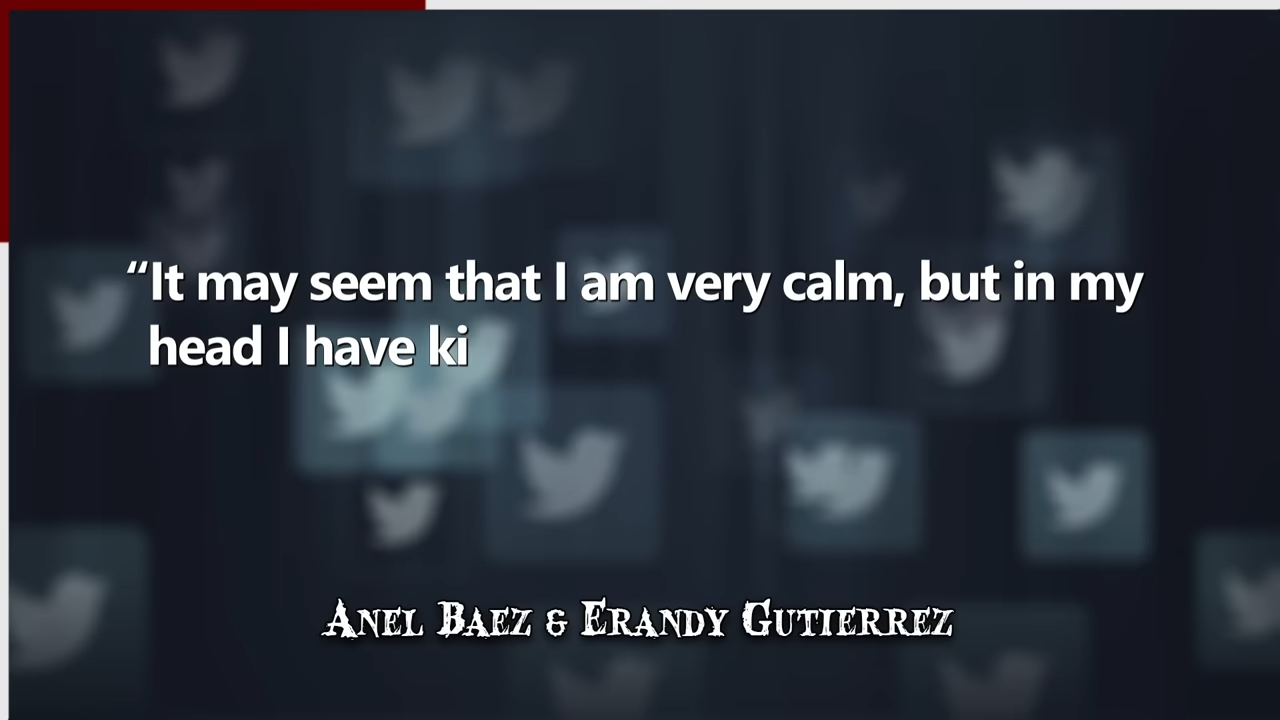 “It may seem that I am very calm, but in my
head I have ki
Anel Baez & Erandy Gutierrez